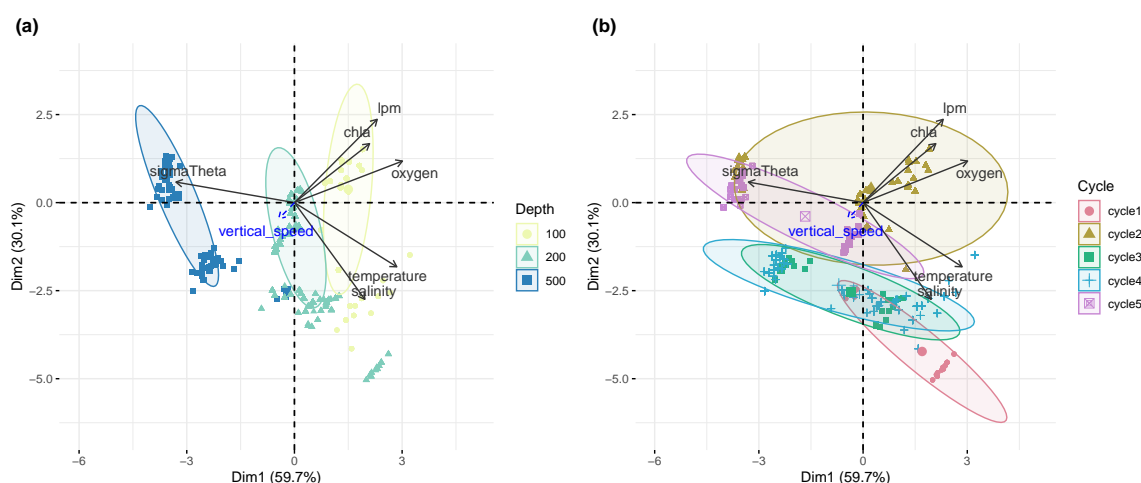 (a)
2.5
0.0
−2.5
−5.0
Dim2 (30.1%)
−6
−3
0
3
Dim1 (59.7%)
lpm
chla
oxygen
sigmaTheta
vertical_speed
temperature
salinity
Depth
100
200
500
(b)
2.5
0.0
−2.5
−5.0
Dim2 (30.1%)
−6
−3
0
3
Dim1 (59.7%)
lpm
chla
oxygen
sigmaTheta
vertical_speed
temperature
salinity
Cycle
cycle1
cycle2
cycle3
cycle4
cycle5